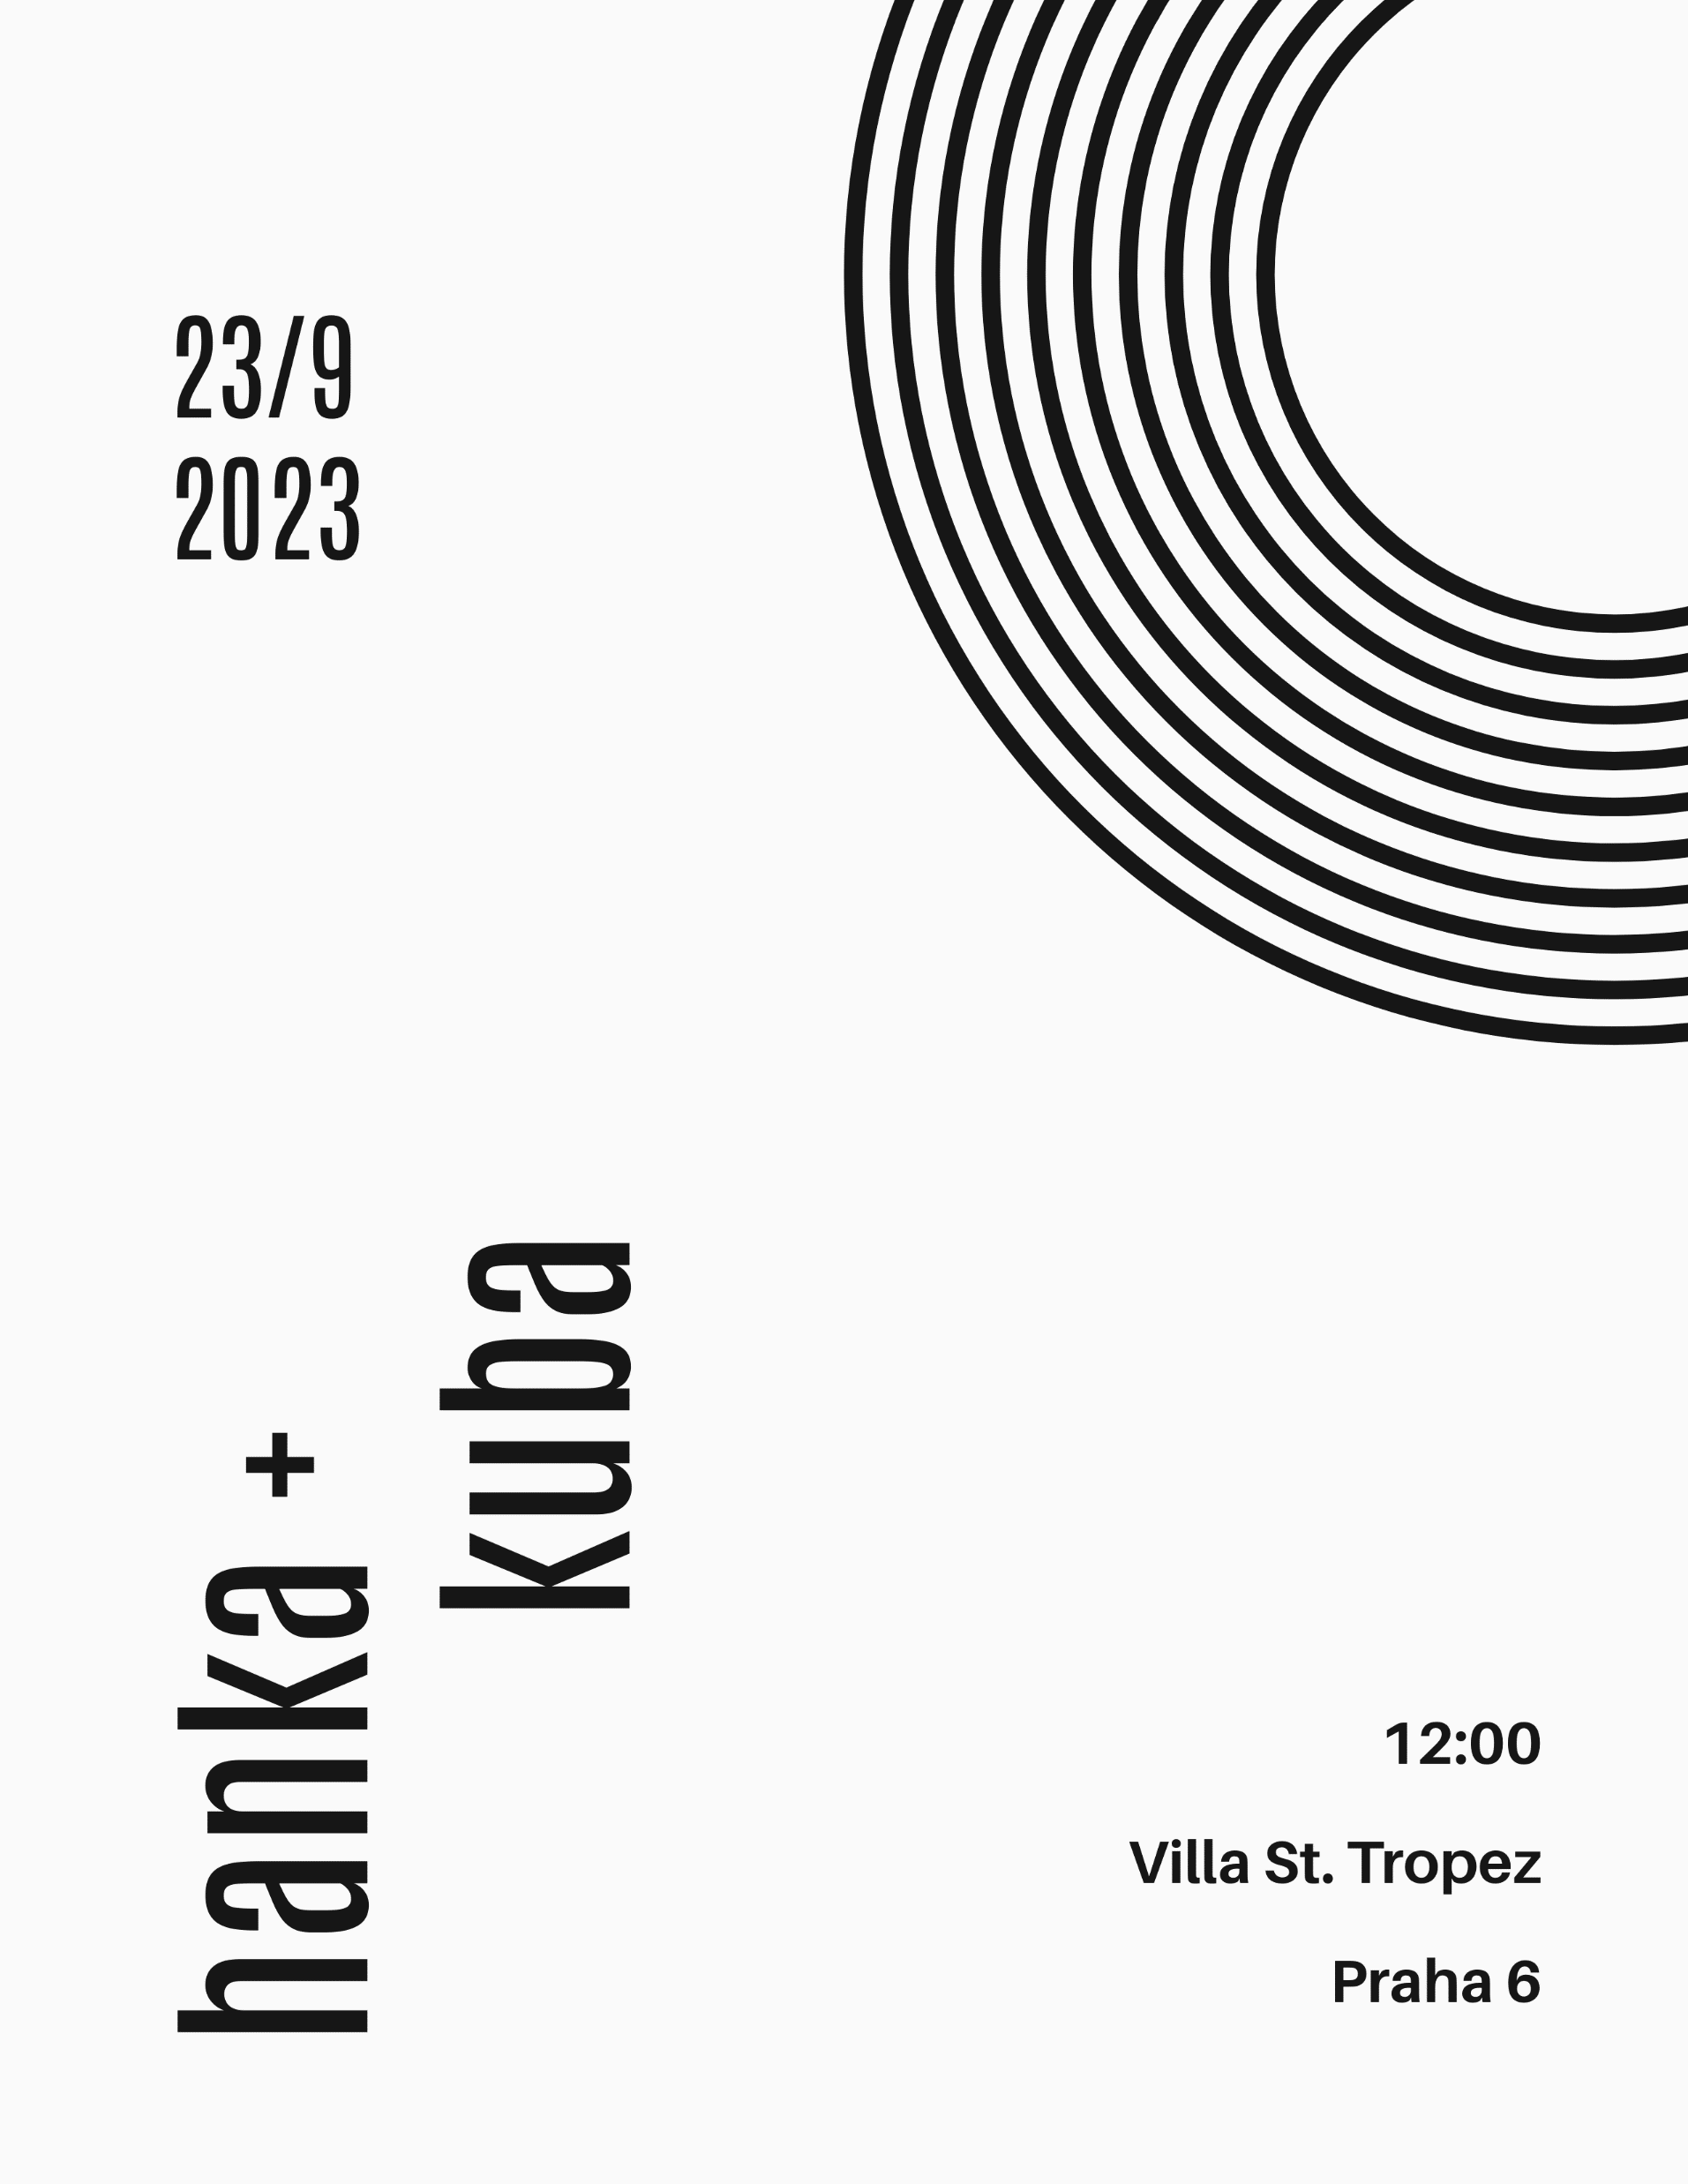 23/9
2023
hanka +
kuba
12:00
Villa St. Tropez
Praha 6